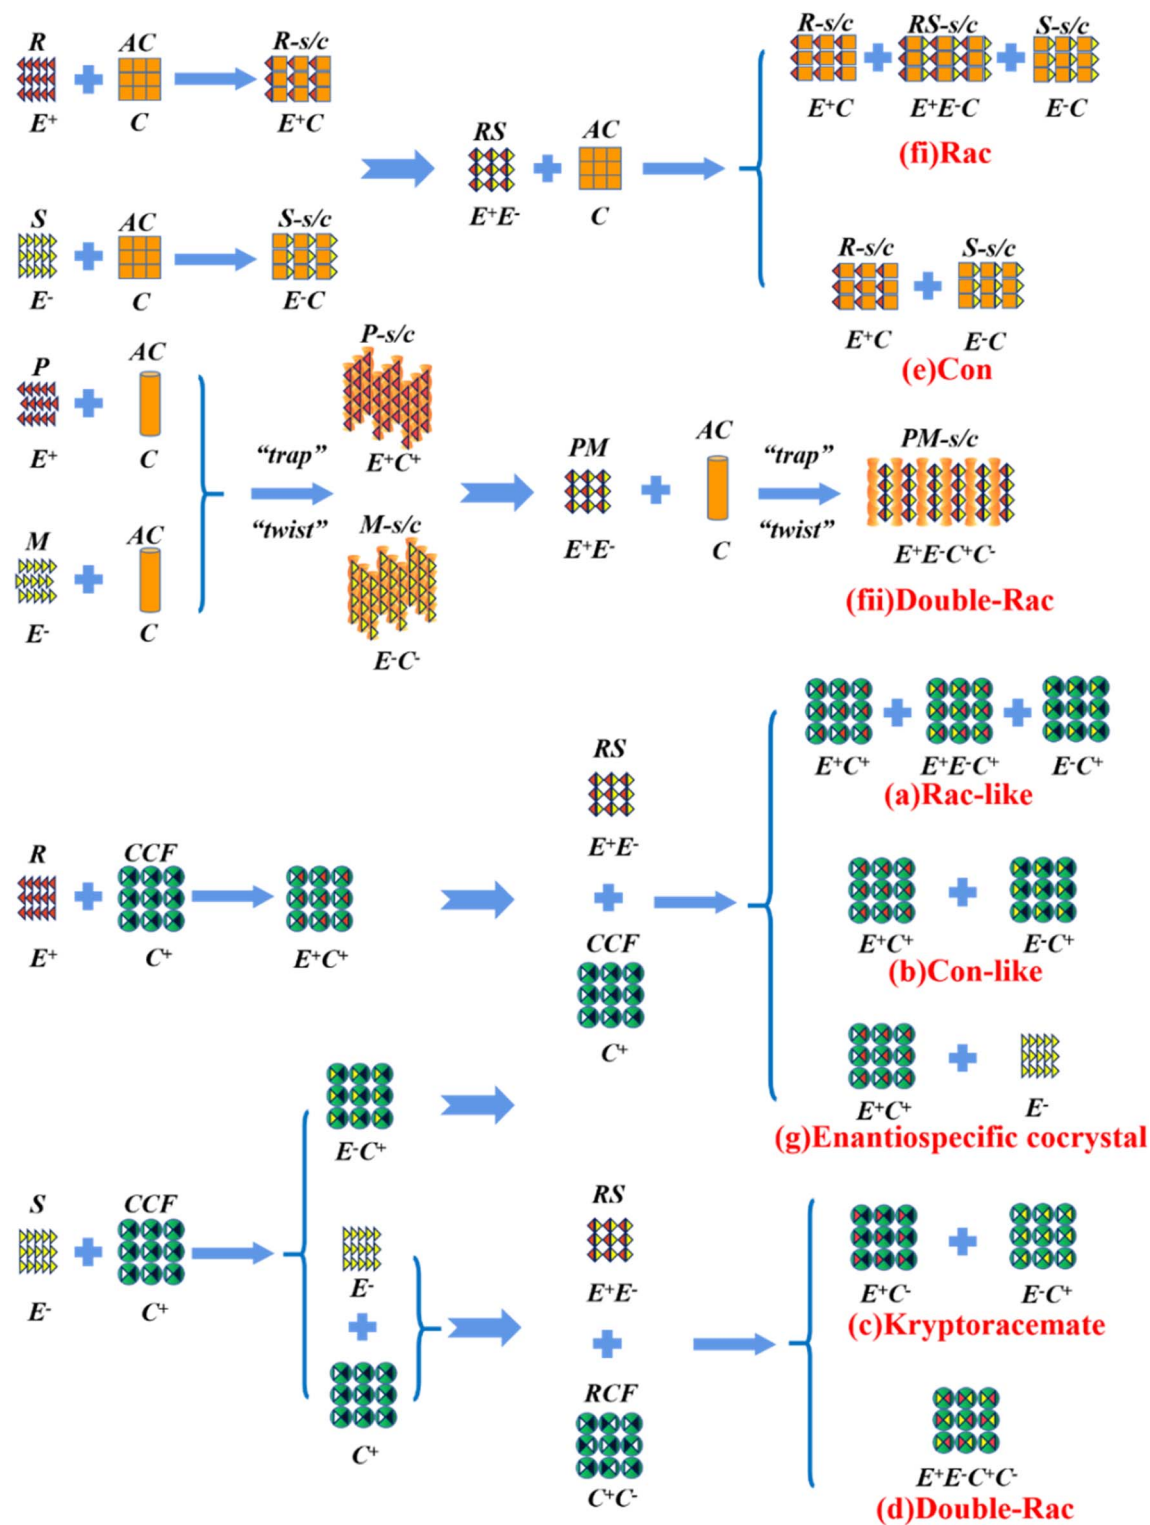 R AC R-s/c
E⁺ C E⁺C
S AC S-s/c
E⁻ C E⁻C
RS AC
E⁺E⁻ C
R-s/c RS-s/c S-s/c
E⁺C E⁺E⁻C E⁻C
(fi)Rac
R-s/c S-s/c
E⁺C E⁻C
(e)Con
P AC
E⁺ C
M AC
E⁻ C
"trap"
"twist"
P-s/c
E⁺C⁺
M-s/c
E⁻C⁻
PM AC
E⁺E⁻ C
"trap"
"twist"
PM-s/c
E⁺E⁻C⁺C⁻
(fii)Double-Rac
R CCF
E⁺ C⁺ E⁺C⁺
RS
E⁺E⁻
CCF
C⁺
E⁺C⁺ E⁺E⁻C⁺ E⁻C⁺
(a)Rac-like
E⁺C⁺ E⁻C⁺
(b)Con-like
E⁺C⁺ E⁻
(g)Enantiospecific cocrystal
S CCF
E⁻ C⁺
E⁻C⁺
E⁻
C⁺
RS
E⁺E⁻
RCF
C⁺C⁻
E⁺C⁻ E⁻C⁺
(c)Kryptoracemate
E⁺E⁻C⁺C⁻
(d)Double-Rac